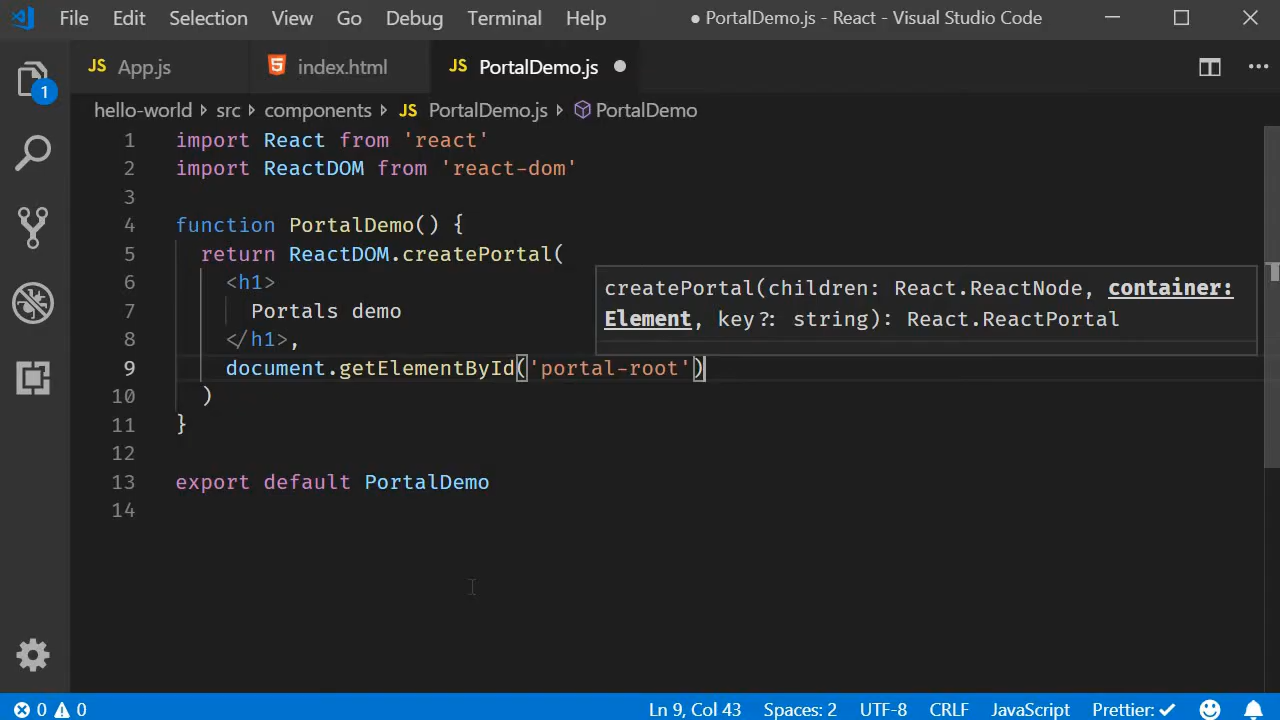 File Edit Selection View Go Debug Terminal Help ● PortalDemo.js - React - Visual Studio Code
JS App.js index.html JS PortalDemo.js ●
hello-world > src > components > JS PortalDemo.js > PortalDemo
1 import React from 'react'
2 import ReactDOM from 'react-dom'
3
4 function PortalDemo() {
5 return ReactDOM.createPortal(
6 <h1>
createPortal(children: React.ReactNode, container:
7 Portals demo
Element, key?: string): React.ReactPortal
8 </h1>,
9 document.getElementById('portal-root')
10 )
11 }
12
13 export default PortalDemo
14
1
0 0 Ln 9, Col 43 Spaces: 2 UTF-8 CRLF JavaScript Prettier: ✓